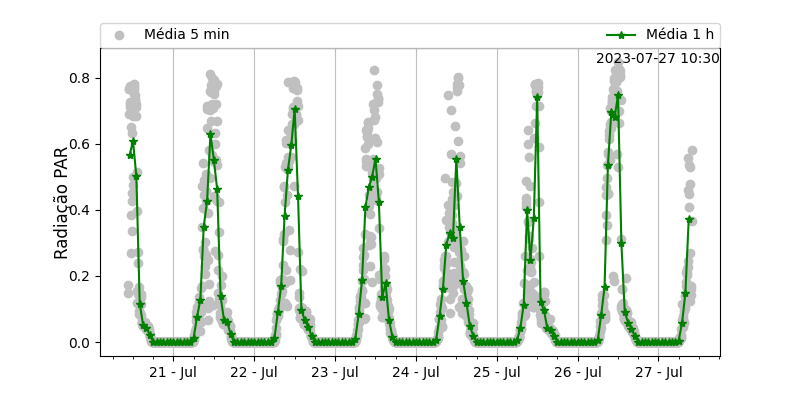 Média 5 min
Média 1 h
2023-07-27 10:30
Radiação PAR
0.8
0.6
0.4
0.2
0.0
21 - Jul
22 - Jul
23 - Jul
24 - Jul
25 - Jul
26 - Jul
27 - Jul